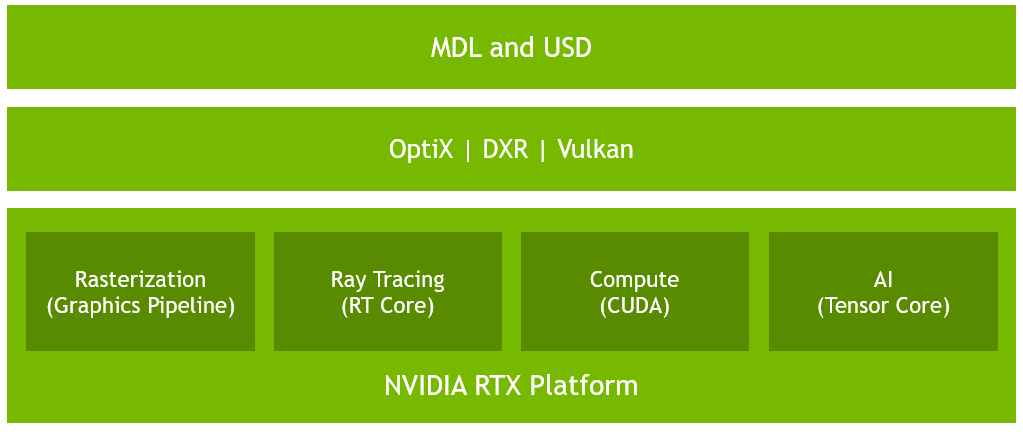 MDL and USD
OptiX | DXR | Vulkan
Rasterization
(Graphics Pipeline)
Ray Tracing
(RT Core)
Compute
(CUDA)
AI
(Tensor Core)
NVIDIA RTX Platform